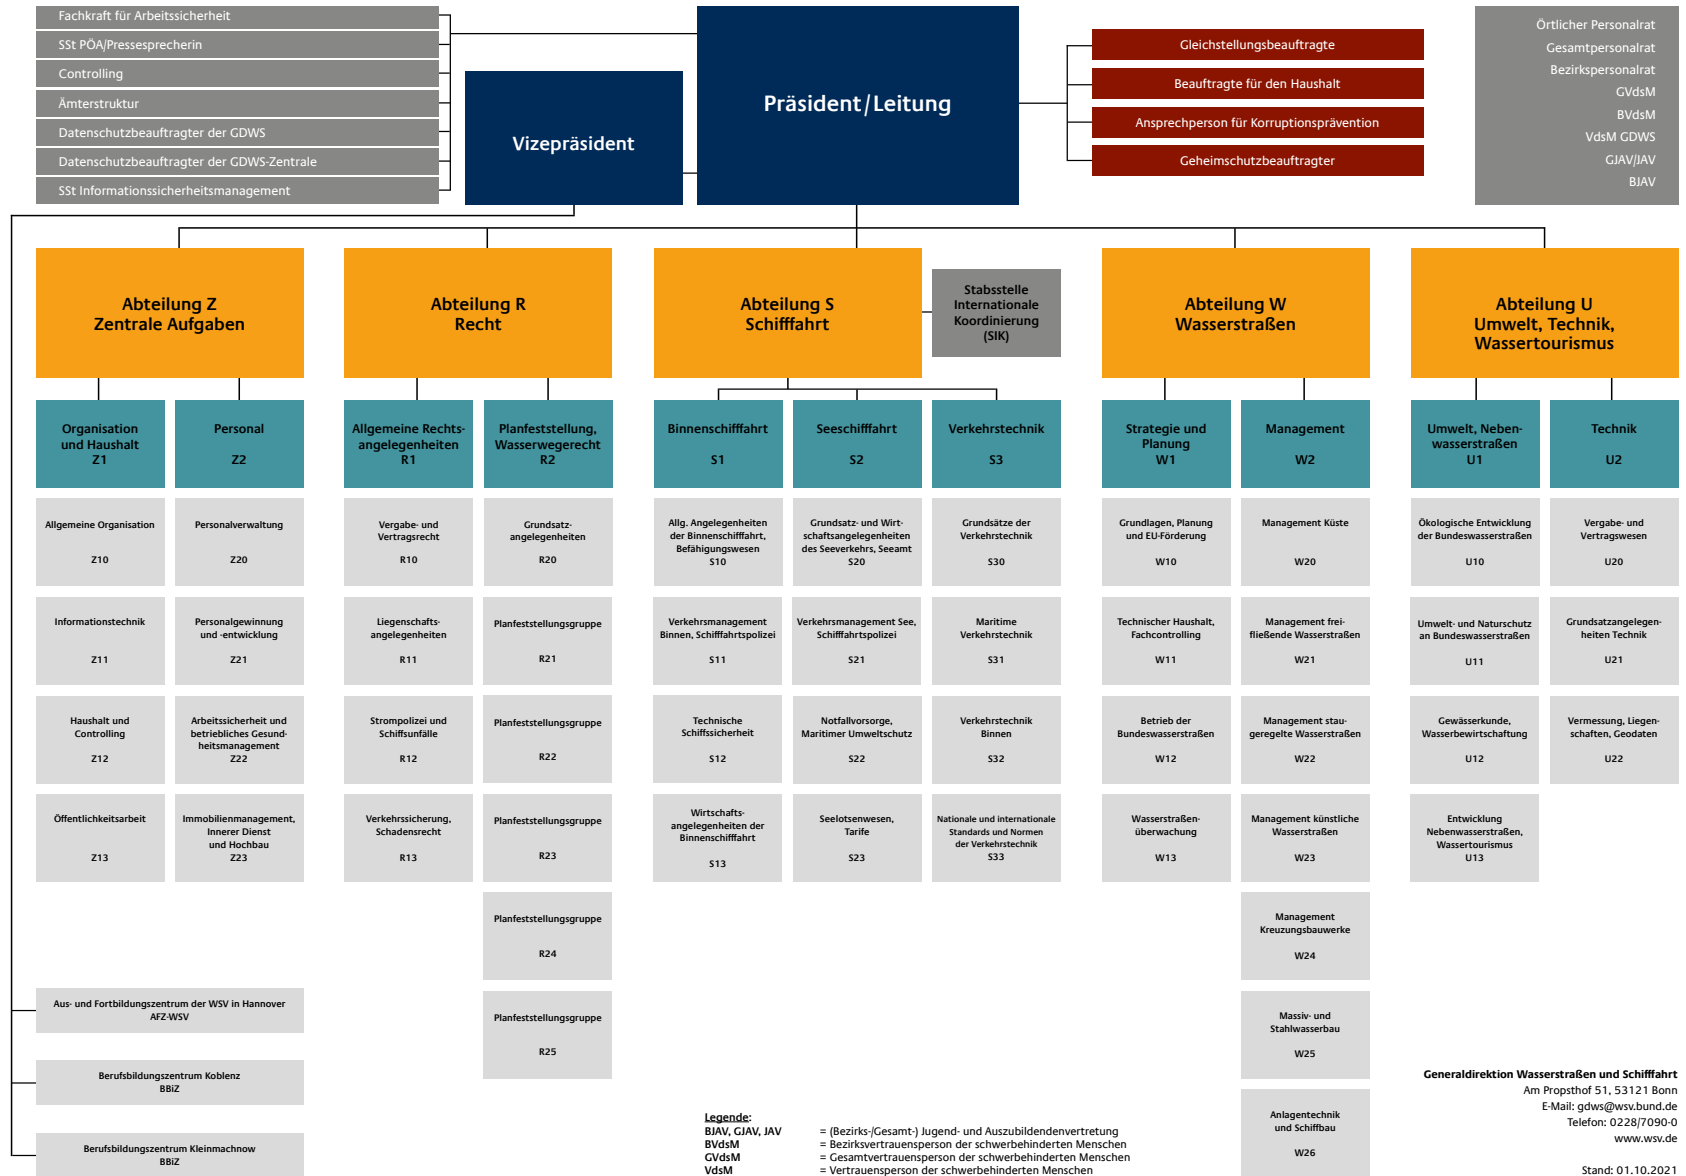 Fachkraft für Arbeitssicherheit
SSt PÖA/Pressesprecherin
Controlling
Ämterstruktur
Datenschutzbeauftragter der GDWS
Datenschutzbeauftragter der GDWS-Zentrale
SSt Informationssicherheitsmanagement
Vizepräsident
Präsident/Leitung
Gleichstellungsbeauftragte
Beauftragte für den Haushalt
Ansprechperson für Korruptionsprävention
Geheimschutzbeauftragter
Örtlicher Personalrat
Gesamtpersonalrat
Bezirkspersonalrat
GVdsM
BVdsM
VdsM GDWS
GJAV/JAV
BJAV
Abteilung Z
Zentrale Aufgaben
Abteilung R
Recht
Abteilung S
Schifffahrt
Stabsstelle
Internationale
Koordinierung
(SIK)
Abteilung W
Wasserstraßen
Abteilung U
Umwelt, Technik,
Wassertourismus
Organisation
und Haushalt
Z1
Personal
Z2
Allgemeine Rechts-
angelegenheiten
R1
Planfeststellung,
Wasserwegerecht
R2
Binnenschifffahrt
S1
Seeschifffahrt
S2
Verkehrstechnik
S3
Strategie und
Planung
W1
Management
W2
Umwelt, Neben-
wasserstraßen
U1
Technik
U2
Allgemeine Organisation
Z10
Personalverwaltung
Z20
Vergabe- und
Vertragsrecht
R10
Grundsatz-
angelegenheiten
R20
Allg. Angelegenheiten
der Binnenschifffahrt,
Befähigungswesen
S10
Grundsatz- und Wirt-
schaftsangelegenheiten
des Seeverkehrs, Seeamt
S20
Grundsätze der
Verkehrstechnik
S30
Grundlagen, Planung
und EU-Förderung
W10
Management Küste
W20
Ökologische Entwicklung
der Bundeswasserstraßen
U10
Vergabe- und
Vertragswesen
U20
Informationstechnik
Z11
Personalgewinnung
und -entwicklung
Z21
Liegenschafts-
angelegenheiten
R11
Planfeststellungsgruppe
R21
Verkehrsmanagement
Binnen, Schifffahrtspolizei
S11
Verkehrsmanagement See,
Schifffahrtspolizei
S21
Maritime
Verkehrstechnik
S31
Technischer Haushalt,
Fachcontrolling
W11
Management frei-
fließende Wasserstraßen
W21
Umwelt- und Naturschutz
an Bundeswasserstraßen
U11
Grundsatzangelegen-
heiten Technik
U21
Haushalt und
Controlling
Z12
Arbeitssicherheit und
betriebliches Gesund-
heitsmanagement
Z22
Strompolizei und
Schiffsunfälle
R12
Planfeststellungsgruppe
R22
Technische
Schiffssicherheit
S12
Notfallvorsorge,
Maritimer Umweltschutz
S22
Verkehrstechnik
Binnen
S32
Betrieb der
Bundeswasserstraßen
W12
Management stau-
geregelte Wasserstraßen
W22
Gewässerkunde,
Wasserbewirtschaftung
U12
Vermessung, Liegen-
schaften, Geodaten
U22
Öffentlichkeitsarbeit
Z13
Immobilienmanagement,
Innerer Dienst
und Hochbau
Z23
Verkehrssicherung,
Schadensrecht
R13
Planfeststellungsgruppe
R23
Wirtschafts-
angelegenheiten der
Binnenschifffahrt
S13
Seelotsenwesen,
Tarife
S23
Nationale und internationale
Standards und Normen
der Verkehrstechnik
S33
Wasserstraßen-
überwachung
W13
Management künstliche
Wasserstraßen
W23
Entwicklung
Nebenwasserstraßen,
Wassertourismus
U13
Planfeststellungsgruppe
R24
Management
Kreuzungsbauwerke
W24
Aus- und Fortbildungszentrum der WSV in Hannover
AFZ-WSV
Planfeststellungsgruppe
R25
Massiv- und
Stahlwasserbau
W25
Berufsbildungszentrum Koblenz
BBiZ
Berufsbildungszentrum Kleinmachnow
BBiZ
Anlagentechnik
und Schiffbau
W26
Legende:
BJAV, GJAV, JAV = (Bezirks-/Gesamt-) Jugend- und Auszubildendenvertretung
BVdsM = Bezirksvertrauensperson der schwerbehinderten Menschen
GVdsM = Gesamtvertrauensperson der schwerbehinderten Menschen
VdsM = Vertrauensperson der schwerbehinderten Menschen
Generaldirektion Wasserstraßen und Schifffahrt
Am Propsthof 51, 53121 Bonn
E-Mail: gdws@wsv.bund.de
Telefon: 0228/7090-0
www.wsv.de
Stand: 01.10.2021